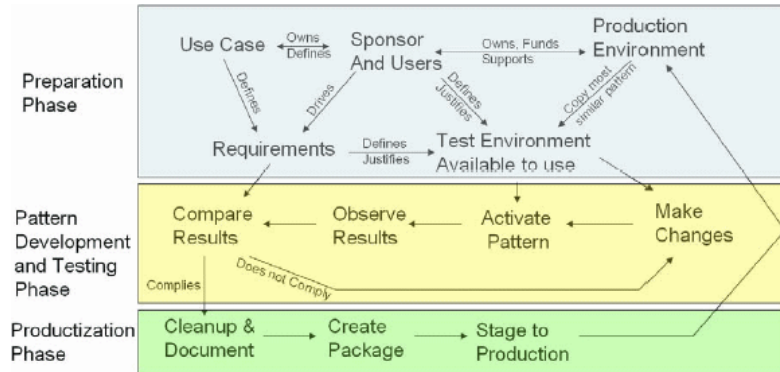 Preparation
Phase
Use Case
Owns
Defines
Sponsor
And Users
Owns, Funds
Supports
Production
Environment
Defines
Drives
Defines
Justifies
Copy most
similar pattern
Requirements
Defines
Justifies
Test Environment
Available to use
Pattern
Development
and Testing
Phase
Compare
Results
Observe
Results
Activate
Pattern
Make
Changes
Complies
Does not Comply
Productization
Phase
Cleanup &
Document
Create
Package
Stage to
Production